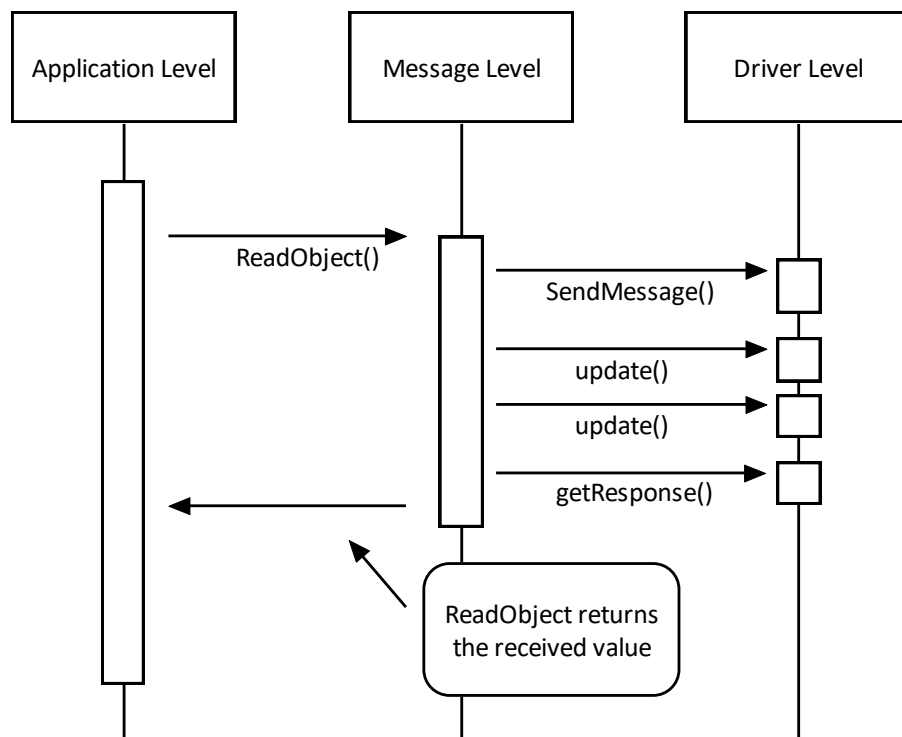 Application Level
Message Level
Driver Level
ReadObject()
SendMessage()
update()
update()
getResponse()
ReadObject returns
the received value